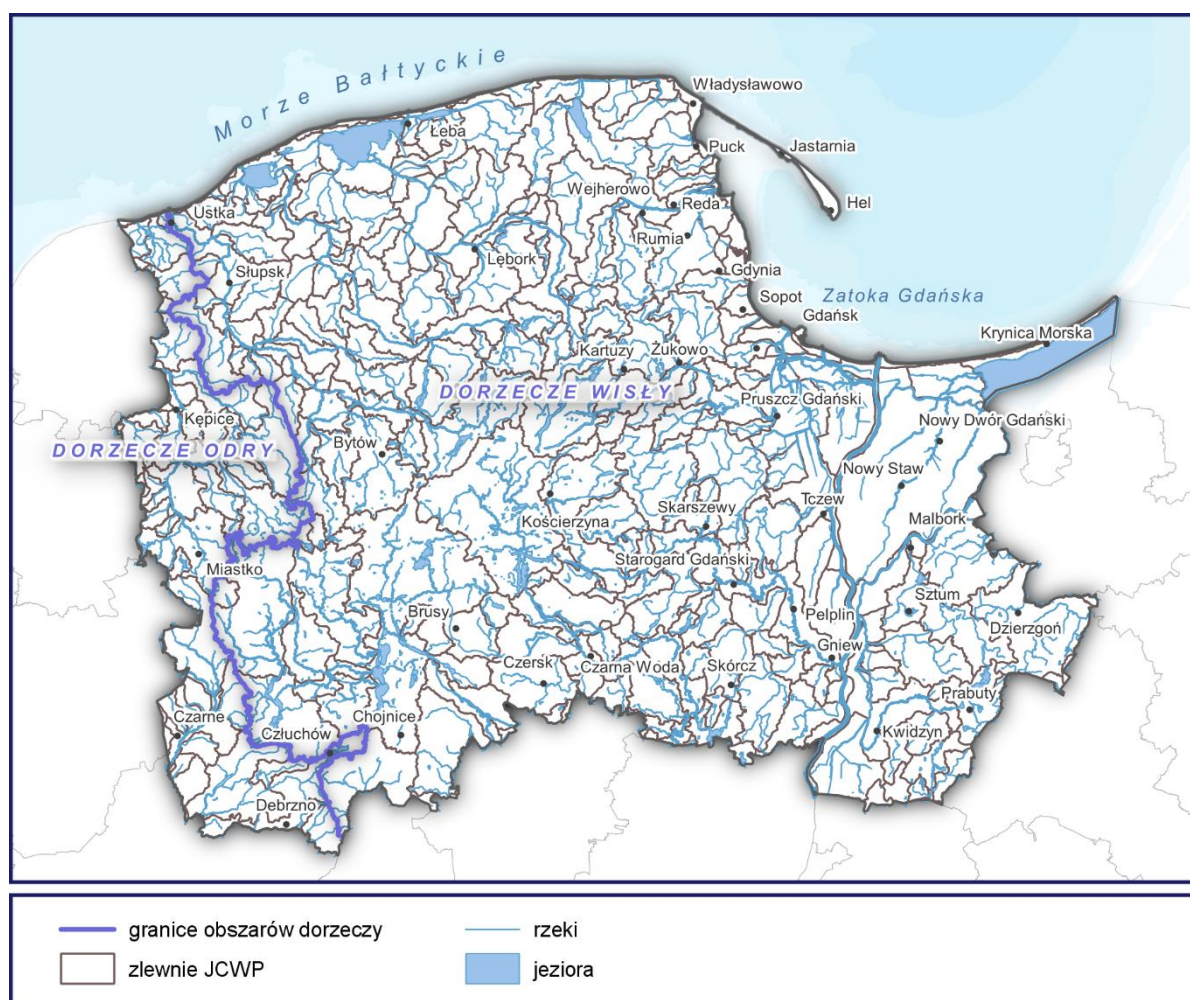 Morze Bałtyckie
Władysławowo
Łeba
Puck
Jastarnia
Wejherowo
Reda
Hel
Ustka
Rumia
Lębork
Słupsk
Gdynia
Zatoka Gdańska
Sopot
Gdańsk
Krynica Morska
Kartuzy
Żukowo
DORZECZE WISŁY
Pruszcz Gdański
Kępice
Nowy Dwór Gdański
DORZECZE ODRY
Bytów
Nowy Staw
Tczew
Skarszewy
Kościerzyna
Malbork
Starogard Gdański
Miastko
Sztum
Brusy
Pelplin
Dzierzgoń
Gniew
Czersk
Czarna Woda
Skórcz
Prabuty
Czarne
Chojnice
Człuchów
Kwidzyn
Debrzno
granice obszarów dorzeczy
rzeki
zlewnie JCWP
jeziora